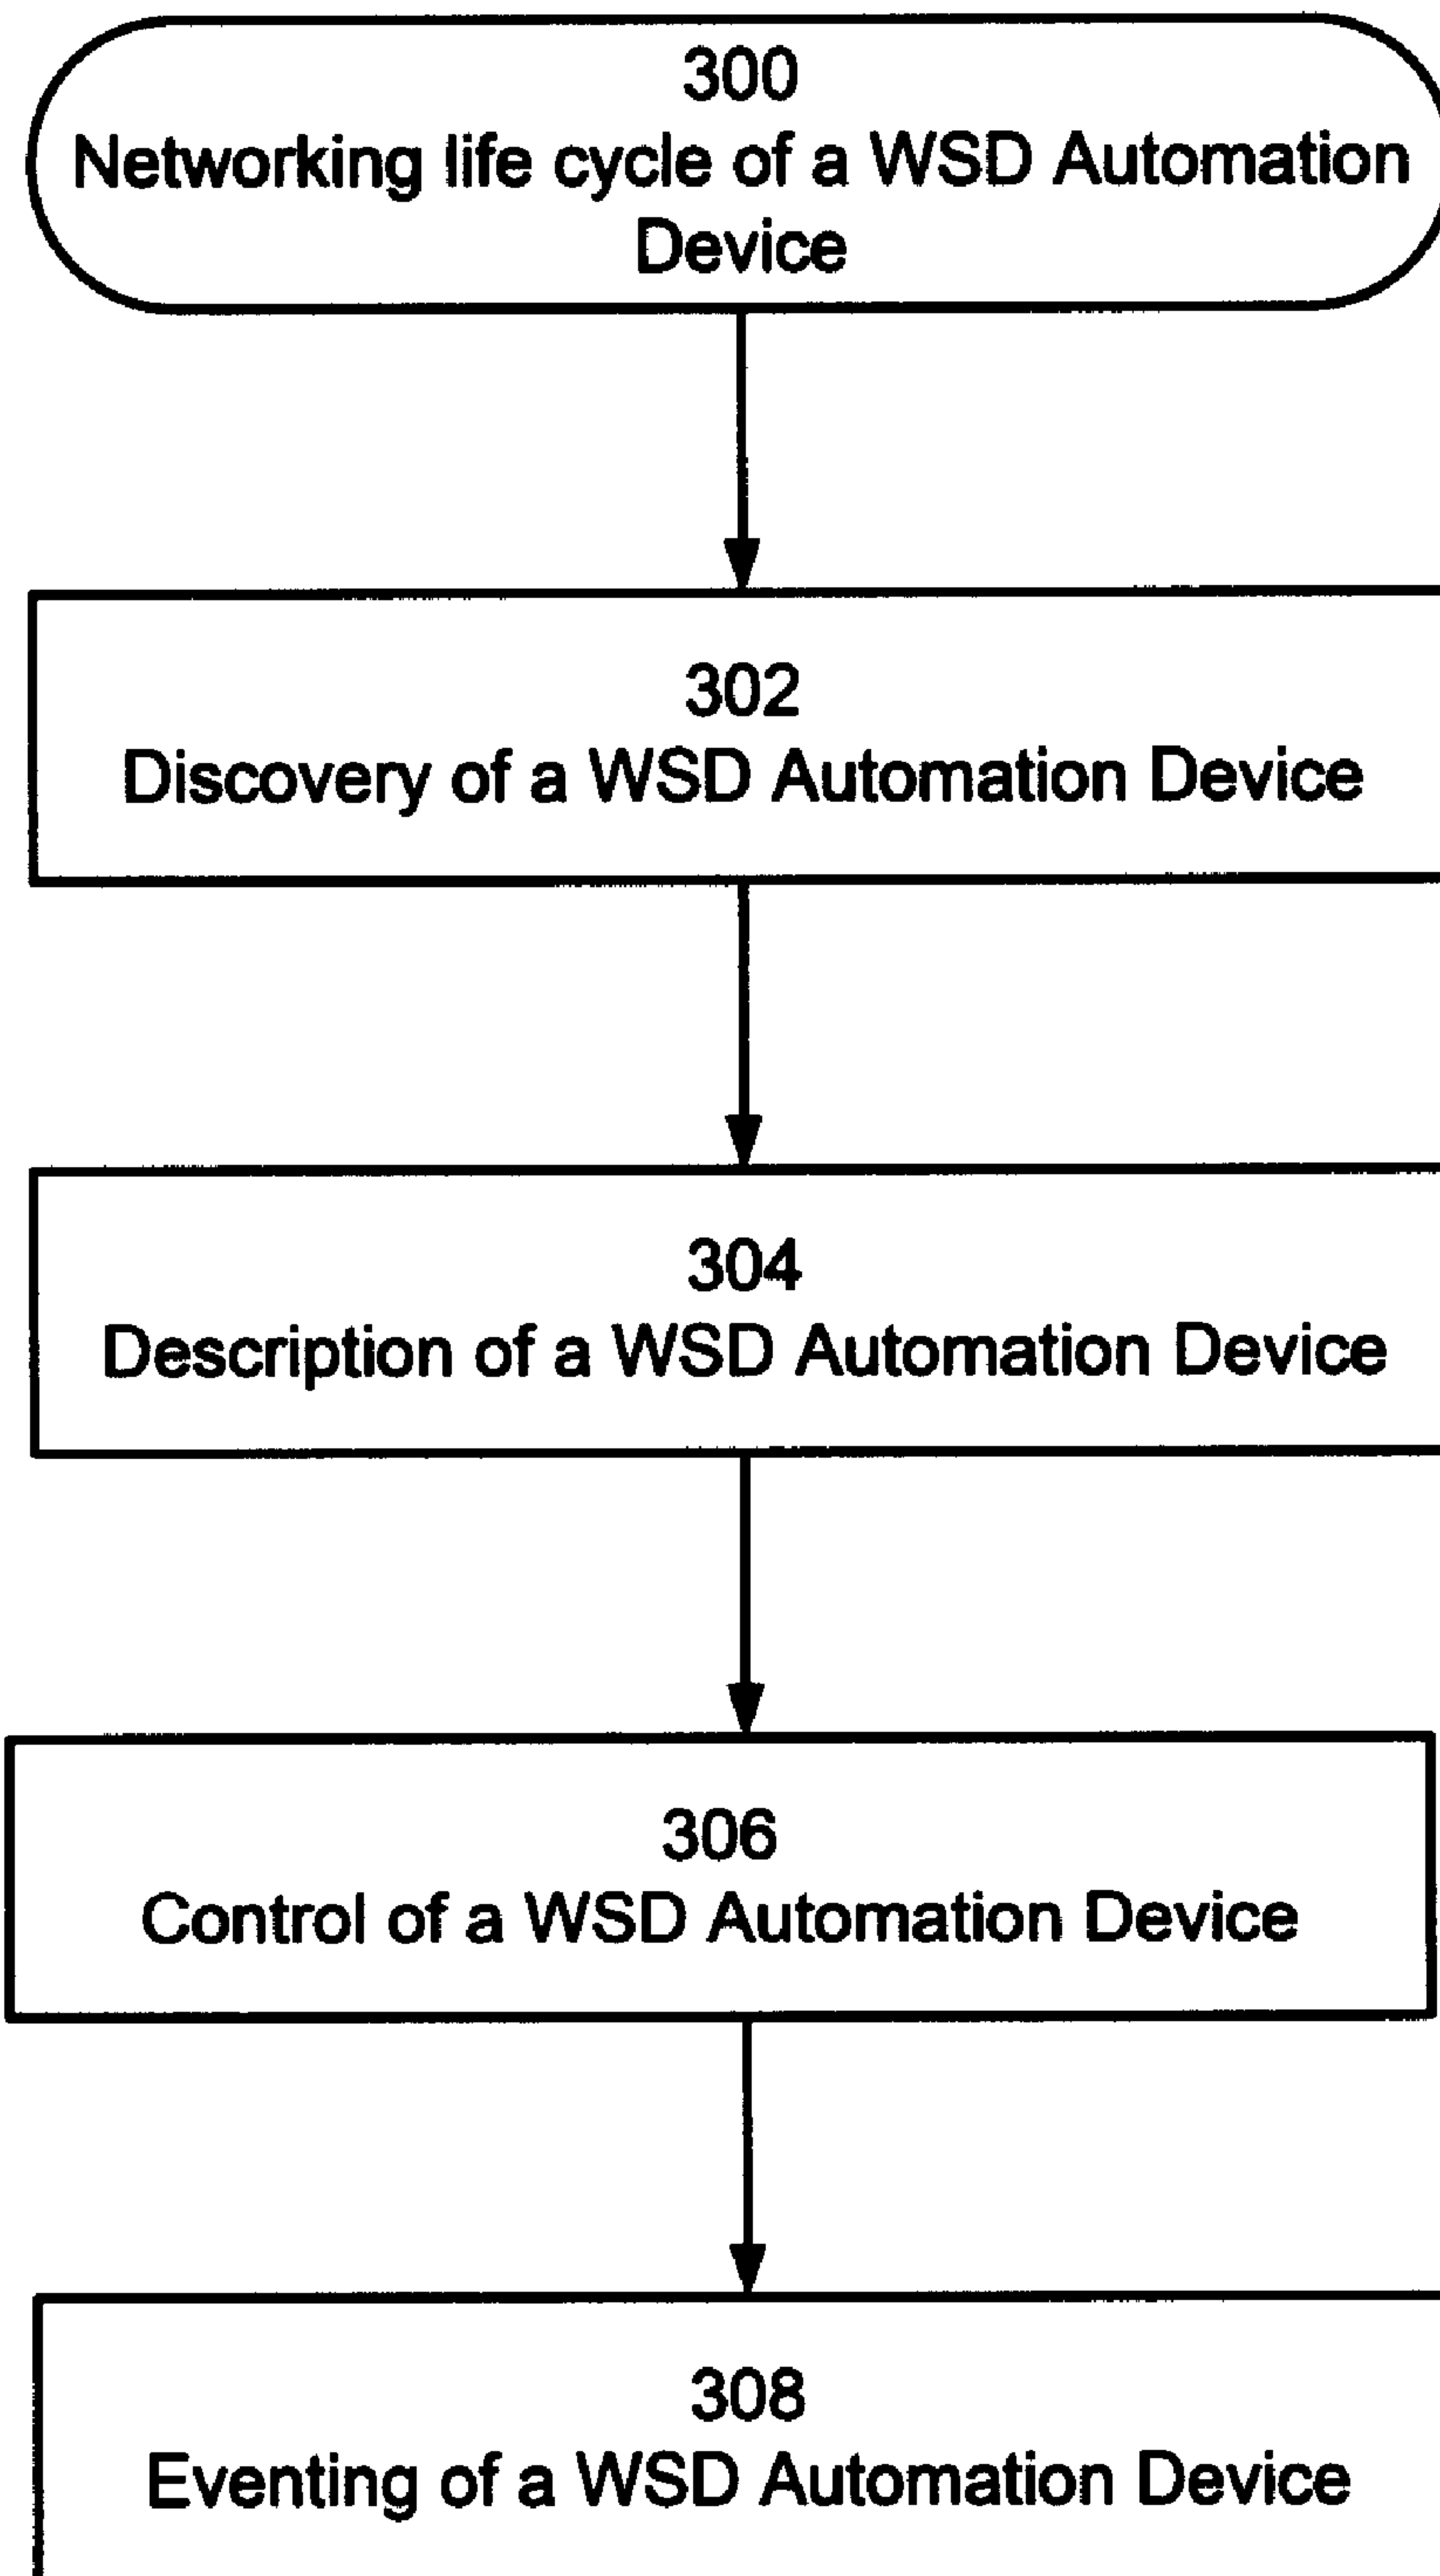 300
Networking life cycle of a WSD Automation
Device
302
Discovery of a WSD Automation Device
304
Description of a WSD Automation Device
306
Control of a WSD Automation Device
308
Eventing of a WSD Automation Device